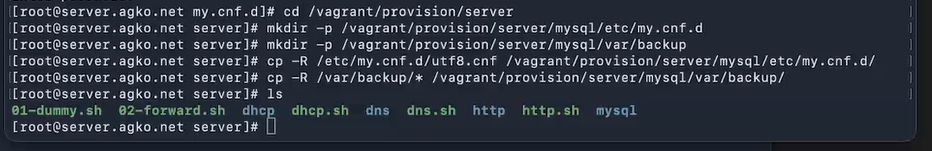 [root@server.agko.net my.cnf.d]# cd /vagrant/provision/server
[root@server.agko.net server]# mkdir -p /vagrant/provision/server/mysql/etc/my.cnf.d
[root@server.agko.net server]# mkdir -p /vagrant/provision/server/mysql/var/backup
[root@server.agko.net server]# cp -R /etc/my.cnf.d/utf8.cnf /vagrant/provision/server/mysql/etc/my.cnf.d/
[root@server.agko.net server]# cp -R /var/backup/* /vagrant/provision/server/mysql/var/backup/
[root@server.agko.net server]# ls
01-dummy.sh 02-forward.sh dhcp dhcp.sh dns dns.sh http http.sh mysql
[root@server.agko.net server]#